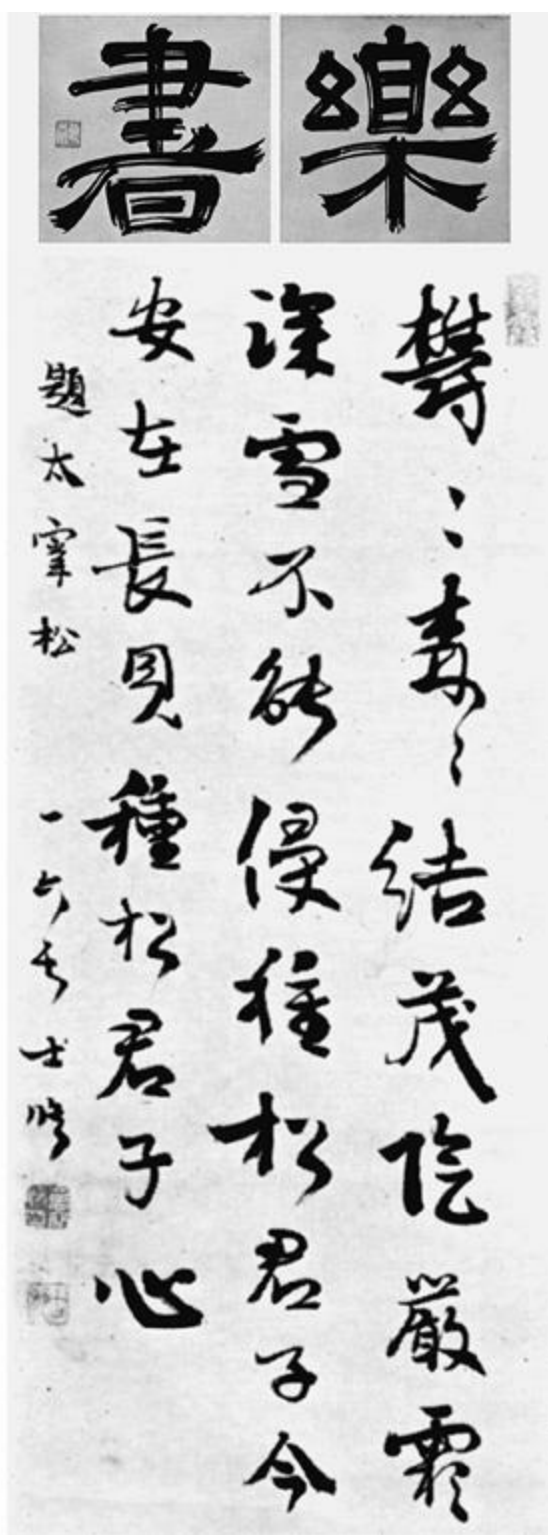 樂書
欝〻青〻結茂陰嚴霜
深雪不能侵種松君子今
安在長見種松君子心
題太宰松 一六居士修